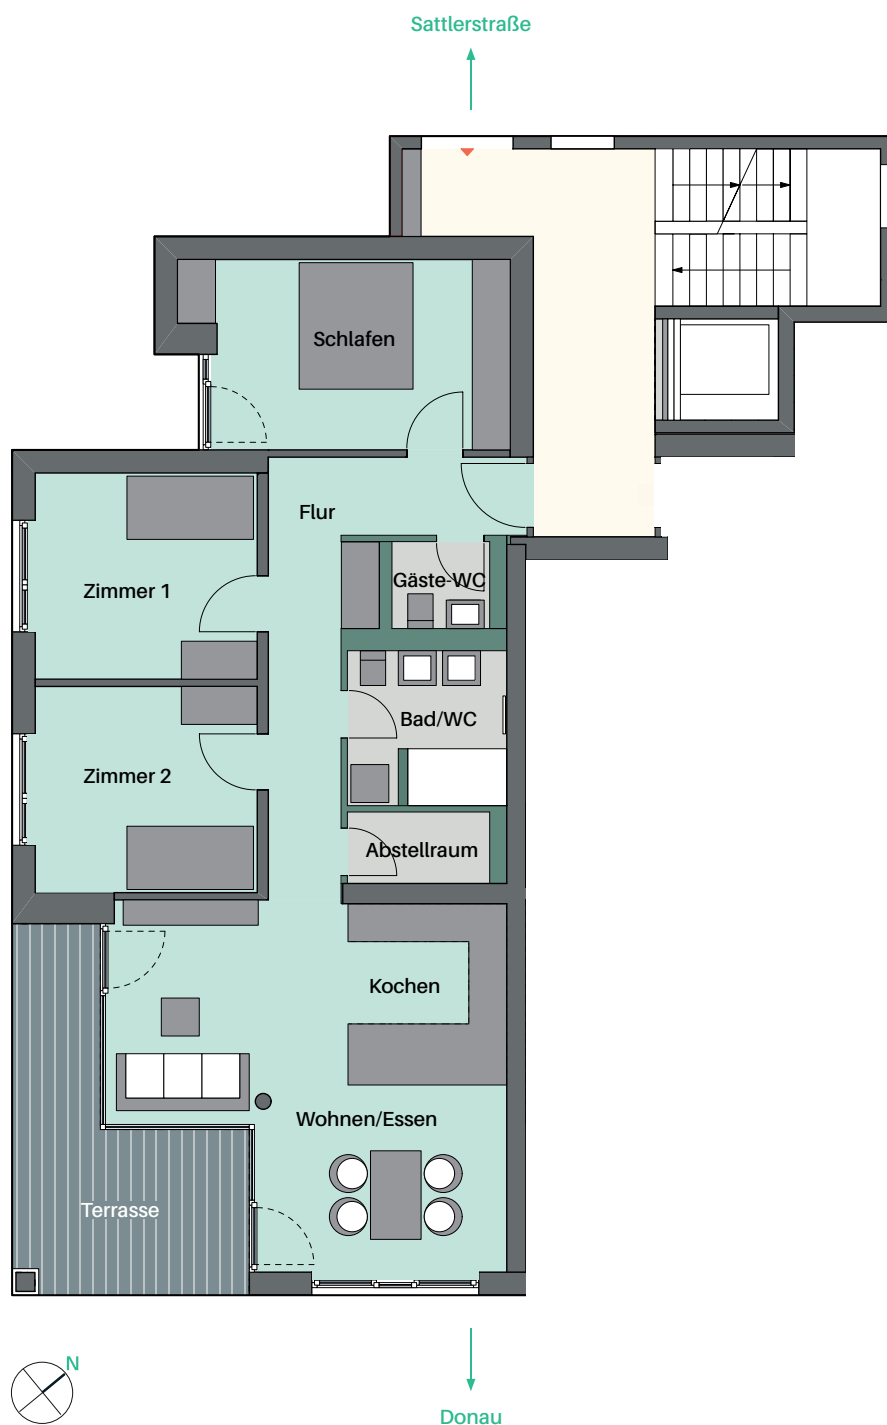 Sattlerstraße
Schlafen
Flur
Gäste-WC
Zimmer 1
Bad/WC
Zimmer 2
Abstellraum
Kochen
Wohnen/Essen
Terrasse
N
Donau